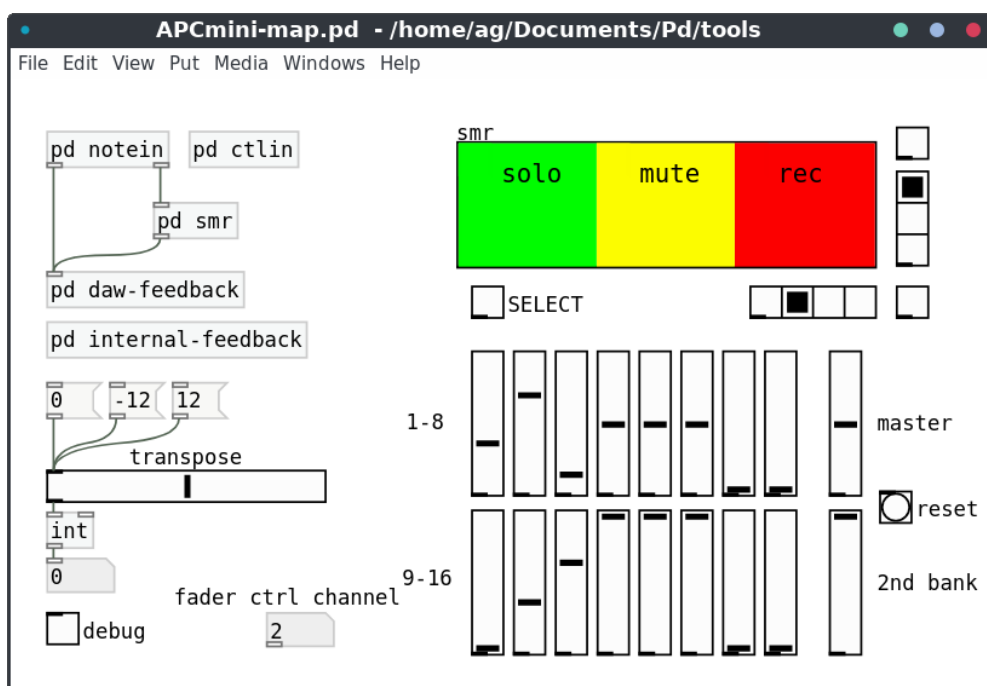 APCmini-map.pd - /home/ag/Documents/Pd/tools
File Edit View Put Media Windows Help
pd notein
pd ctlin
pd smr
pd daw-feedback
pd internal-feedback
0
-12
12
transpose
int
0
debug
fader ctrl channel
2
smr
solo
mute
rec
SELECT
1-8
master
reset
9-16
2nd bank